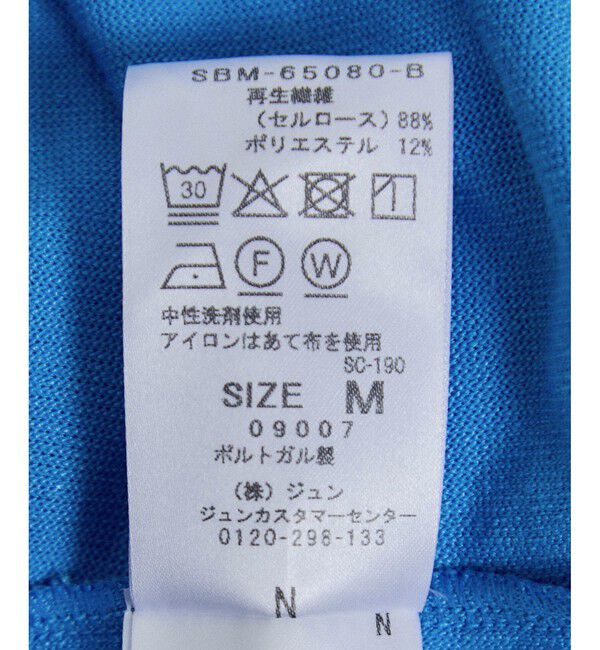 SBM-65080-B
再生繊維
(セルロース) 88%
ポリエステル 12%
30
F W
中性洗剤使用
アイロンはあて布を使用
SC-190
SIZE M
09007
ポルトガル製
(株) ジュン
ジュンカスタマーセンター
0120-298-133
N
N